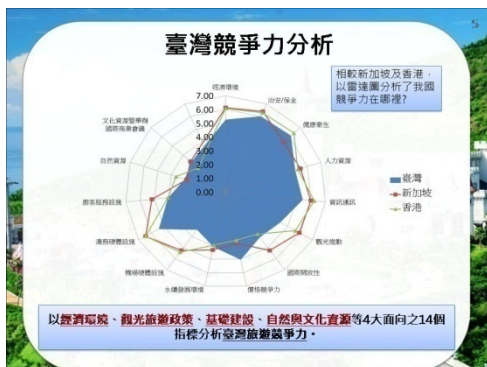 5
臺灣競爭力分析
相較新加坡及香港，
以雷達圖分析了我國
競爭力在哪裡?
經濟環境
治安/保全
健康衛生
人力資源
資訊通訊
觀光推動
國際開放性
價格競爭力
永續發展環境
機場硬體設施
港務硬體設施
遊客服務設施
自然資源
文化資源暨舉辦
國際商業會議
7.00
6.00
5.00
4.00
3.00
2.00
1.00
0.00
臺灣
新加坡
香港
以經濟環境、觀光旅遊政策、基礎建設、自然與文化資源等4大面向之14個
指標分析臺灣旅遊競爭力。